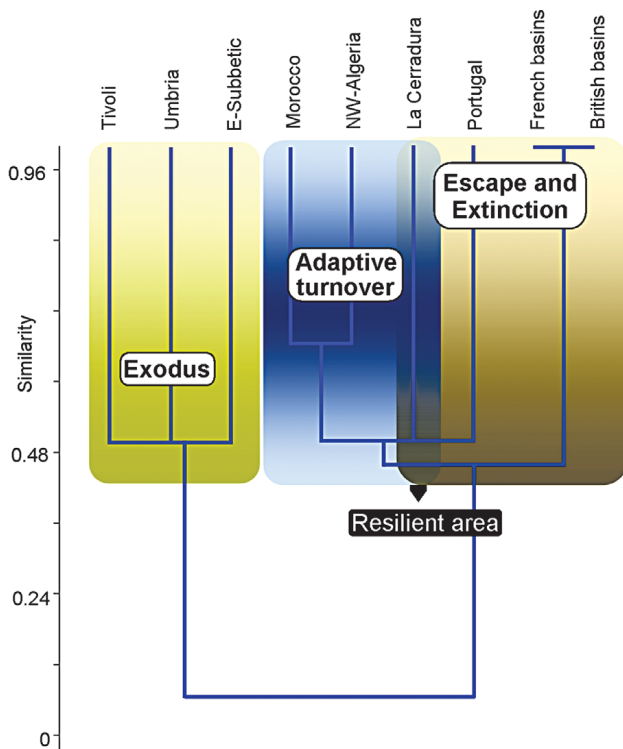 Tivoli
Umbria
E-Subbetic
Morocco
NW-Algeria
La Cerradura
Portugal
French basins
British basins
0.96
Escape and
Extinction
Adaptive
turnover
Similarity
Exodus
0.48
Resilient area
0.24
0